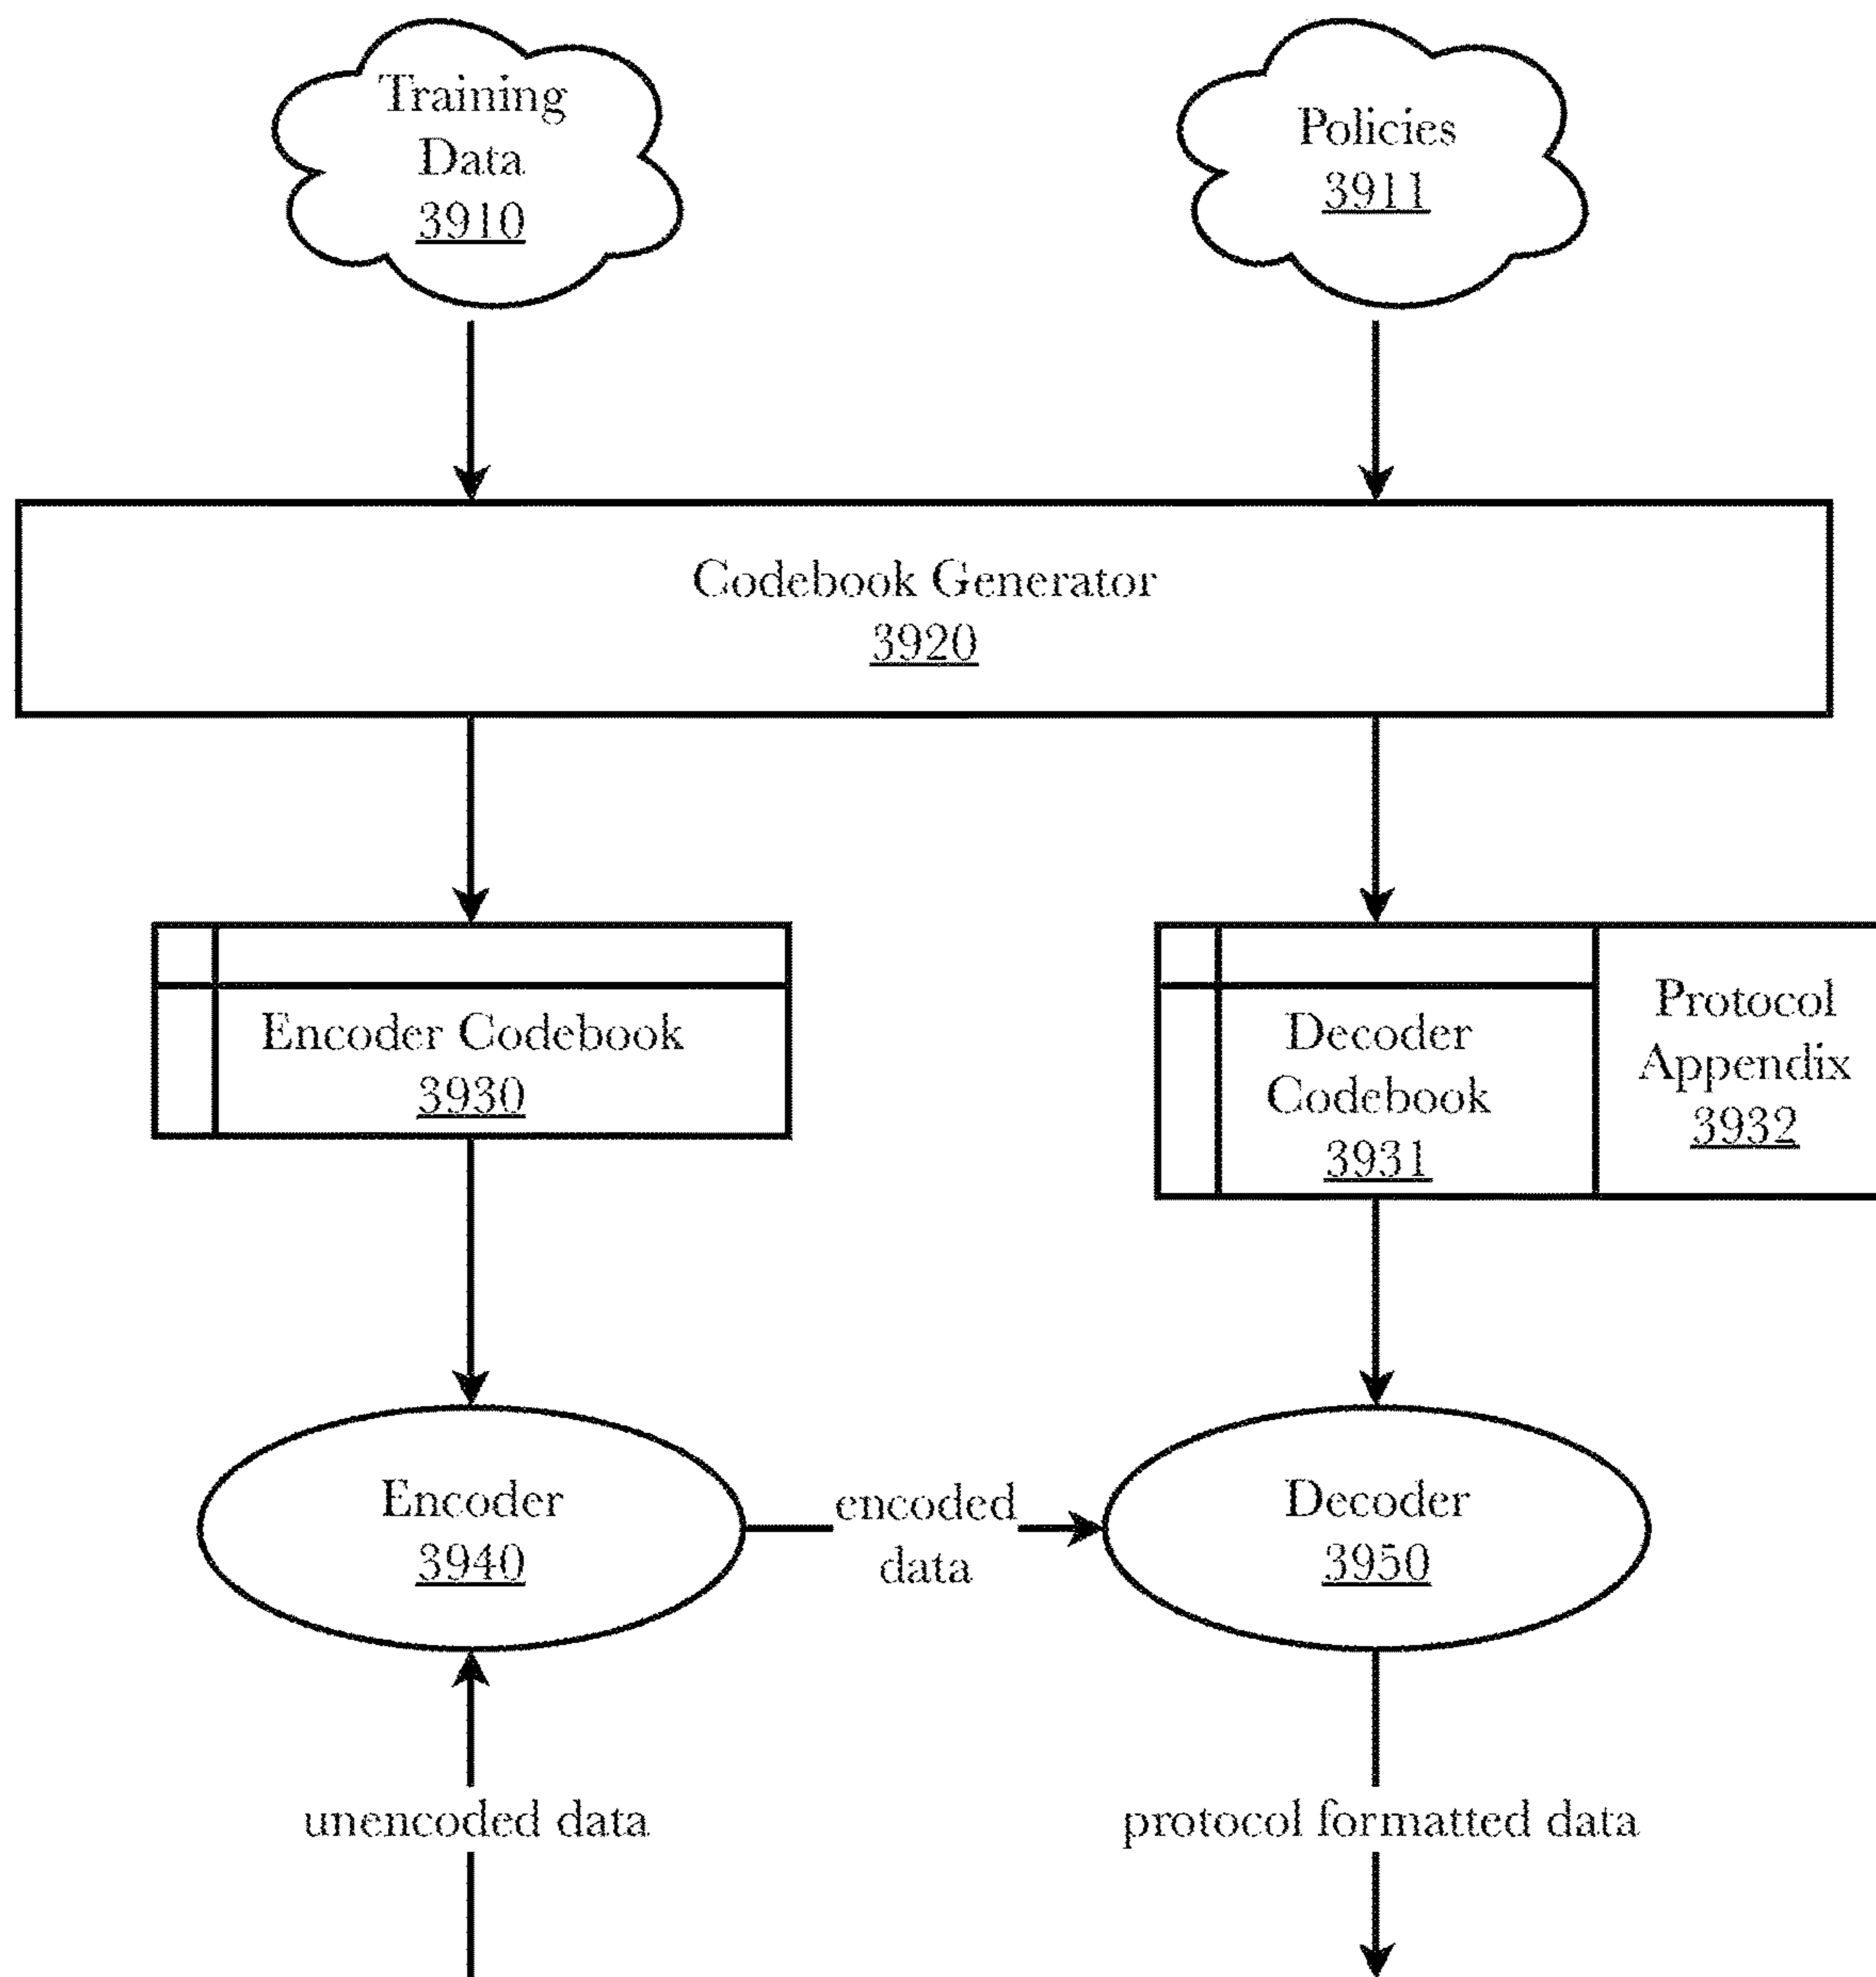 Training
Data
3910
Policies
3911
Codebook Generator
3920
Encoder Codebook
3930
Decoder
Codebook
3931
Protocol
Appendix
3932
Encoder
3940
encoded
data
Decoder
3950
unencoded data
protocol formatted data